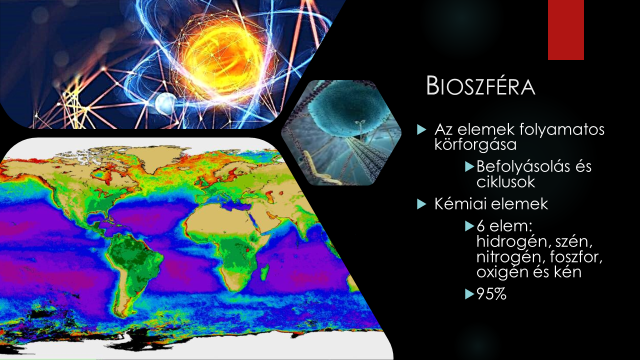 BIOSZFÉRA
Az elemek folyamatos
körforgása
Befolyásolás és
ciklusok
Kémiai elemek
6 elem:
hidrogén, szén,
nitrogén, foszfor,
oxigén és kén
95%